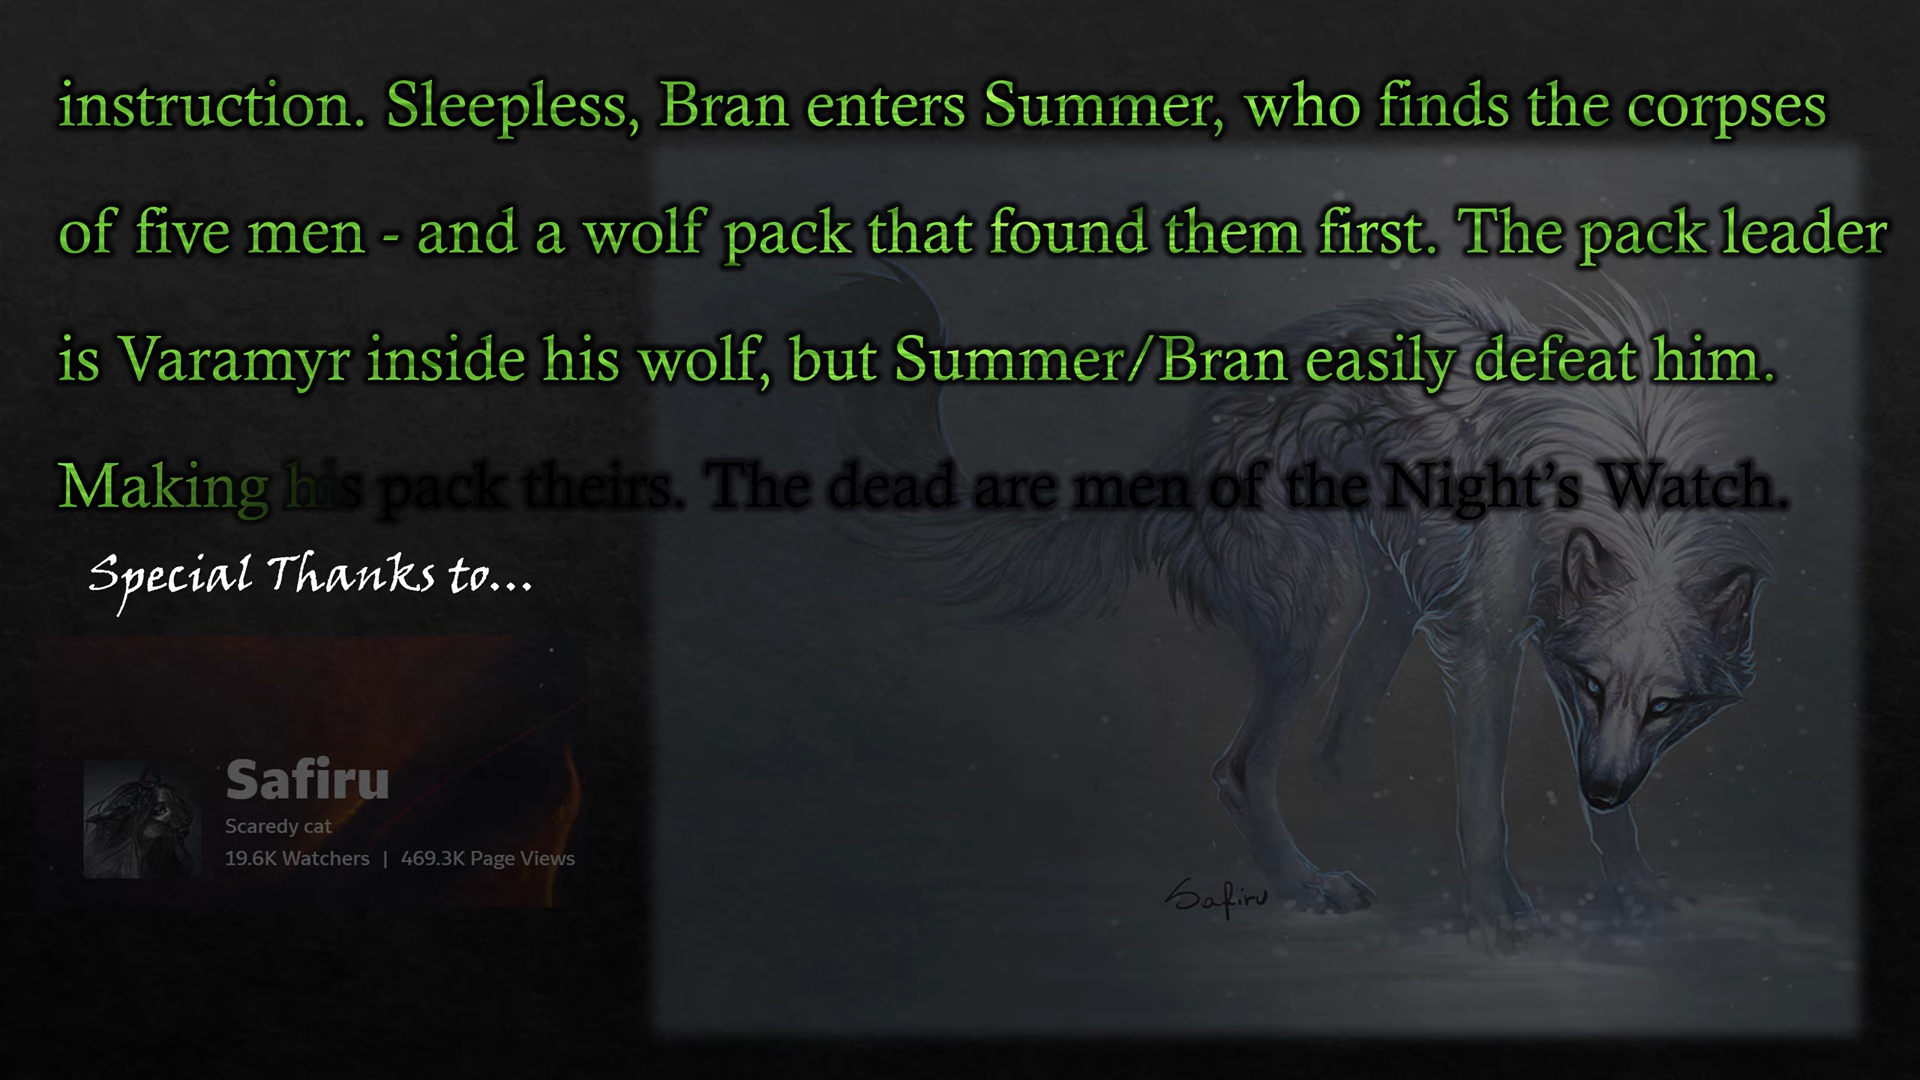 instruction. Sleepless, Bran enters Summer, who finds the corpses
of five men - and a wolf pack that found them first. The pack leader
is Varamyr inside his wolf, but Summer/Bran easily defeat him.
Making his pack theirs. The dead are men of the Night’s Watch.
Special Thanks to...
Safiru
Scaredy cat
19.6K Watchers | 469.3K Page Views
Safiru